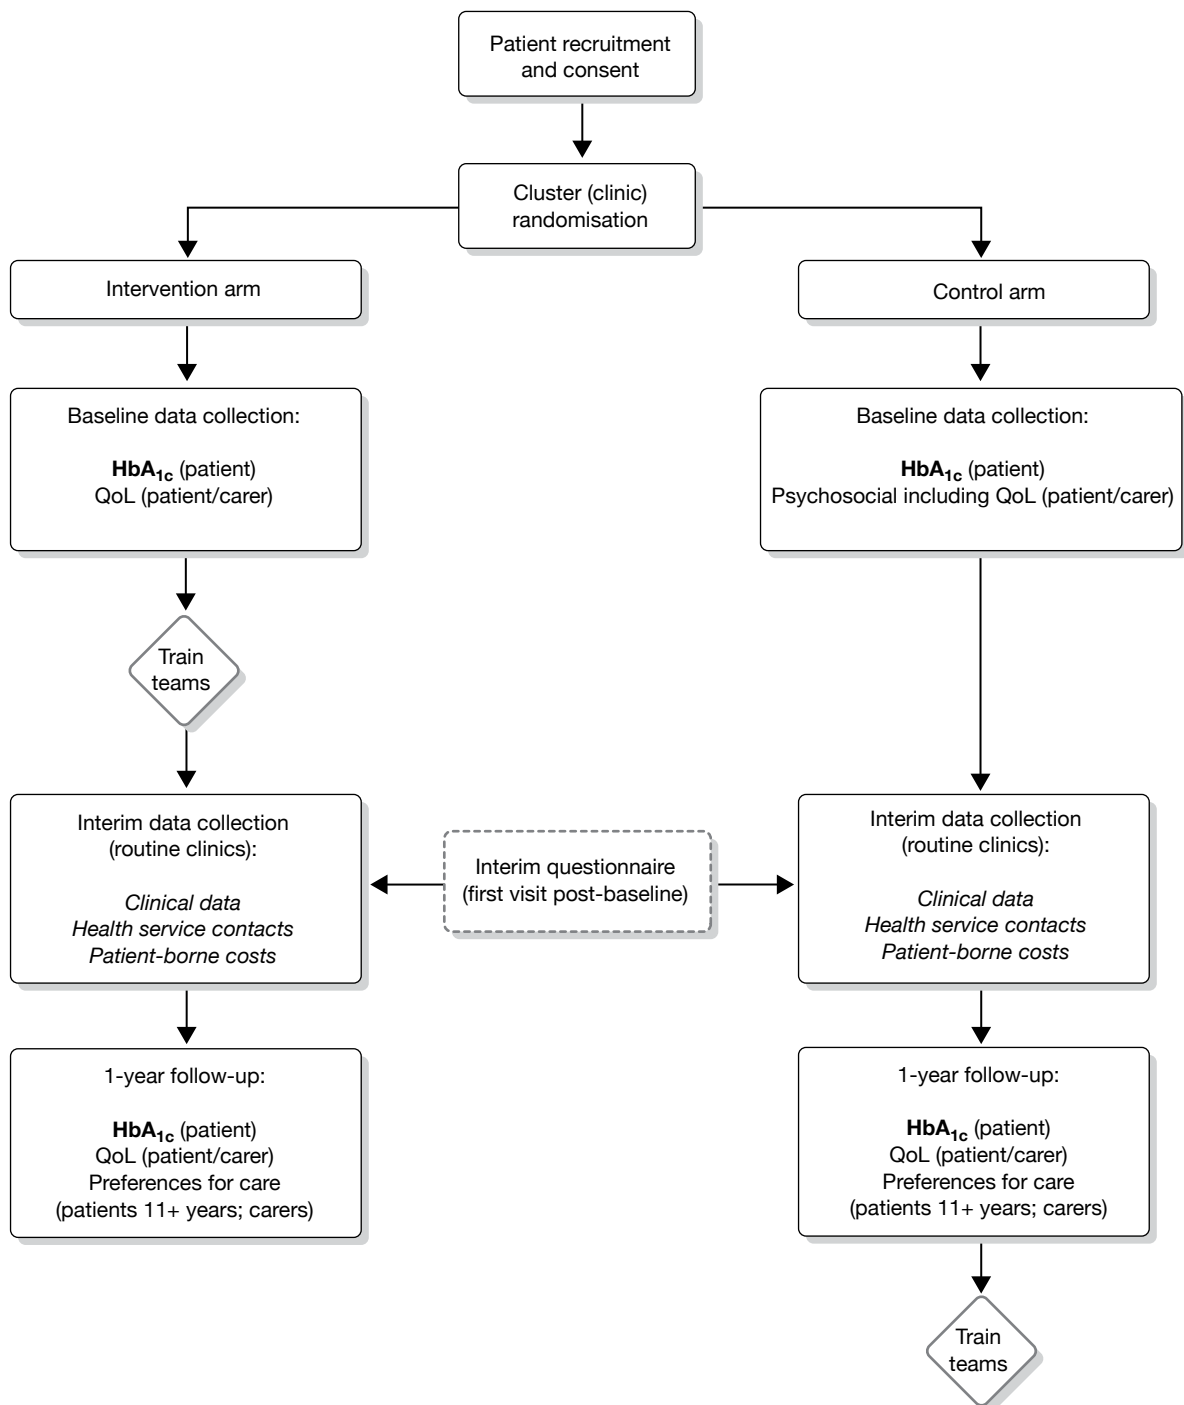 Patient recruitment
and consent
Cluster (clinic)
randomisation
Intervention arm
Control arm
Baseline data collection:
HbA1c (patient)
QoL (patient/carer)
Baseline data collection:
HbA1c (patient)
Psychosocial including QoL (patient/carer)
Train
teams
Interim data collection
(routine clinics):
Clinical data
Health service contacts
Patient-borne costs
Interim questionnaire
(first visit post-baseline)
Interim data collection
(routine clinics):
Clinical data
Health service contacts
Patient-borne costs
1-year follow-up:
HbA1c (patient)
QoL (patient/carer)
Preferences for care
(patients 11+ years; carers)
1-year follow-up:
HbA1c (patient)
QoL (patient/carer)
Preferences for care
(patients 11+ years; carers)
Train
teams